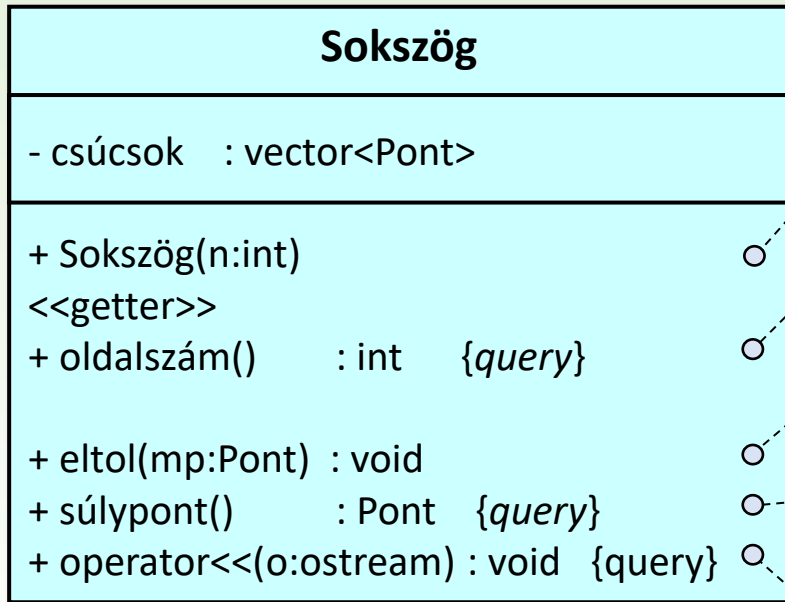 Sokszög
- csúcsok : vector<Pont>
+ Sokszög(n:int)
<<getter>>
+ oldalszám() : int {query}
+ eltol(mp:Pont) : void
+ súlypont() : Pont {query}
+ operator<<(o:ostream) : void {query}